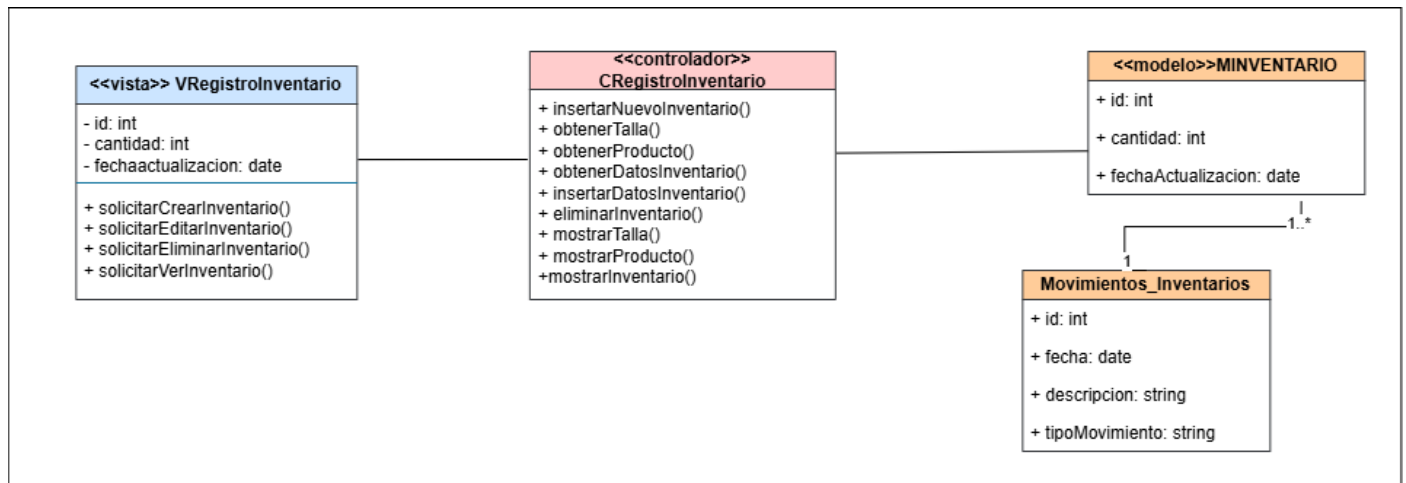 <<vista>> VRegistroInventario
- id: int
- cantidad: int
- fechaactualizacion: date
+ solicitarCrearInventario()
+ solicitarEditarInventario()
+ solicitarEliminarInventario()
+ solicitarVerInventario()
<<controlador>>
CRegistroInventario
+ insertarNuevoInventario()
+ obtenerTalla()
+ obtenerProducto()
+ obtenerDatosInventario()
+ insertarDatosInventario()
+ eliminarInventario()
+ mostrarTalla()
+ mostrarProducto()
+mostrarInventario()
<<modelo>>MINVENTARIO
+ id: int
+ cantidad: int
+ fechaActualizacion: date
1..*
1
Movimientos_Inventarios
+ id: int
+ fecha: date
+ descripcion: string
+ tipoMovimiento: string